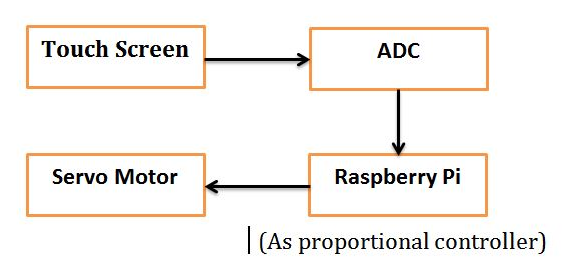 Touch Screen
ADC
Servo Motor
Raspberry Pi
(As proportional controller)